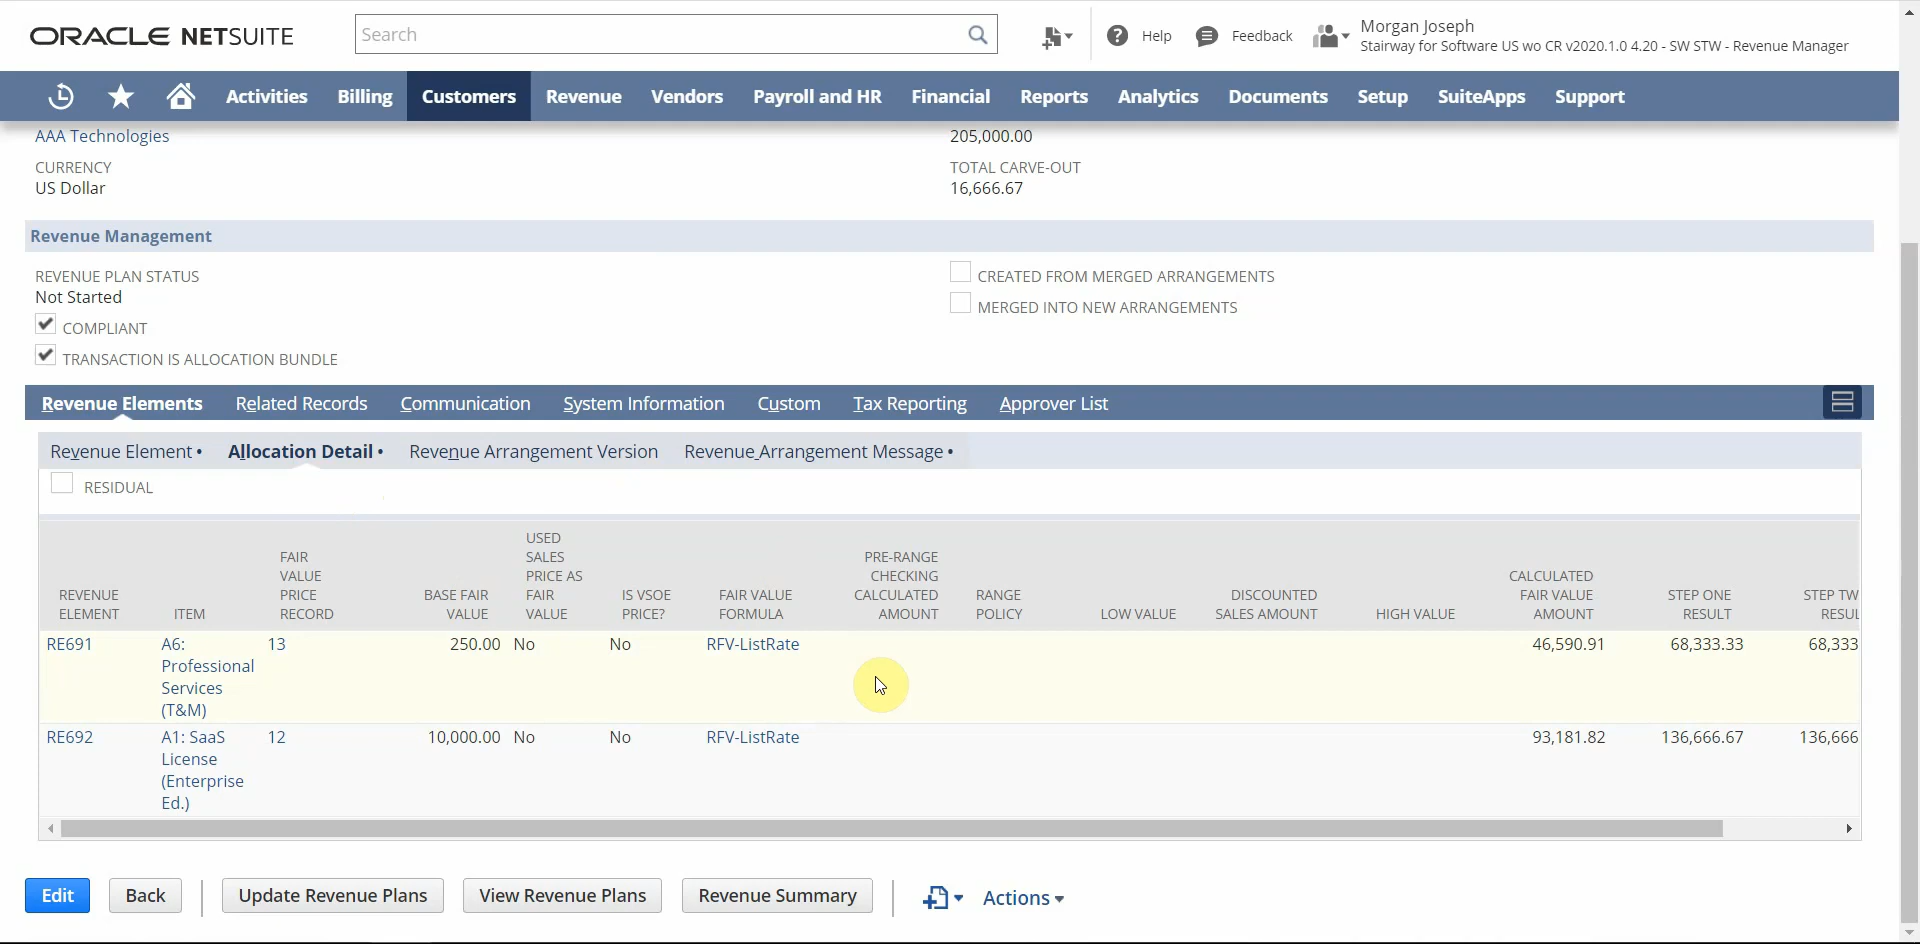 ORACLE NETSUITE
Search
Help
Feedback
Morgan Joseph
Stairway for Software US wo CR v2020.1.0 4.20 - SW STW - Revenue Manager
Activities Billing Customers Revenue Vendors Payroll and HR Financial Reports Analytics Documents Setup SuiteApps Support
AAA Technologies
205,000.00
CURRENCY
TOTAL CARVE-OUT
US Dollar
16,666.67
Revenue Management
REVENUE PLAN STATUS
CREATED FROM MERGED ARRANGEMENTS
Not Started
MERGED INTO NEW ARRANGEMENTS
COMPLIANT
TRANSACTION IS ALLOCATION BUNDLE
Revenue Elements Related Records Communication System Information Custom Tax Reporting Approver List
Revenue Element • Allocation Detail • Revenue Arrangement Version Revenue Arrangement Message •
RESIDUAL
REVENUE ELEMENT
ITEM
FAIR VALUE PRICE RECORD
BASE FAIR VALUE
USED SALES PRICE AS FAIR VALUE
IS VSOE PRICE?
FAIR VALUE FORMULA
PRE-RANGE CHECKING CALCULATED AMOUNT
RANGE POLICY
LOW VALUE
DISCOUNTED SALES AMOUNT
HIGH VALUE
CALCULATED FAIR VALUE AMOUNT
STEP ONE RESULT
STEP TW RESUL
RE691 A6: 13 250.00 No No RFV-ListRate 46,590.91 68,333.33 68,333
Professional
Services
(T&M)
RE692 A1: SaaS 12 10,000.00 No No RFV-ListRate 93,181.82 136,666.67 136,666
License
(Enterprise
Ed.)
Edit Back Update Revenue Plans View Revenue Plans Revenue Summary Actions